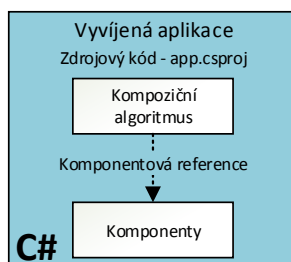 Vyvíjená aplikace
Zdrojový kód - app.csproj
Kompoziční
algoritmus
Komponentová reference
Komponenty
C#